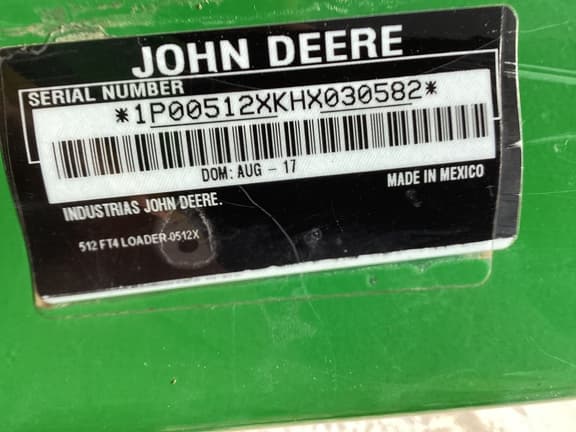 JOHN DEERE
SERIAL NUMBER
*1P00512XKHX030582*
DOM: AUG - 17
MADE IN MEXICO
INDUSTRIAS JOHN DEERE.
512 FT4 LOADER-0512X